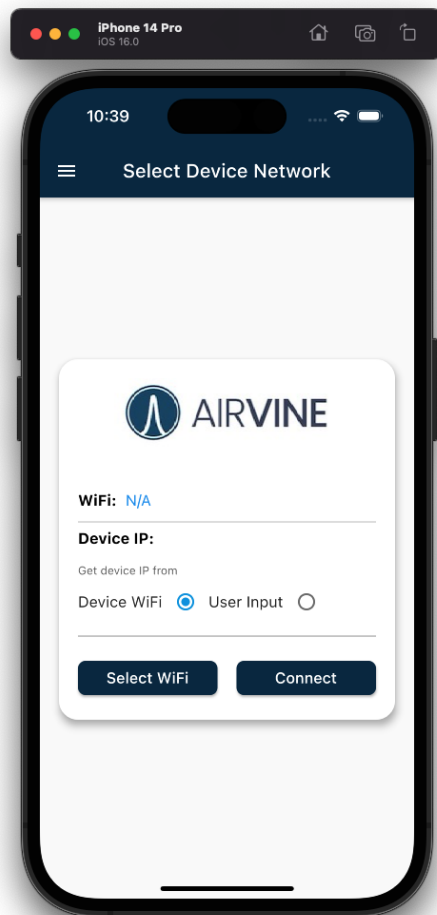 iPhone 14 Pro
iOS 16.0
10:39
Select Device Network
AIRVINE
WiFi: N/A
Device IP:
Get device IP from
Device WiFi User Input
Select WiFi Connect